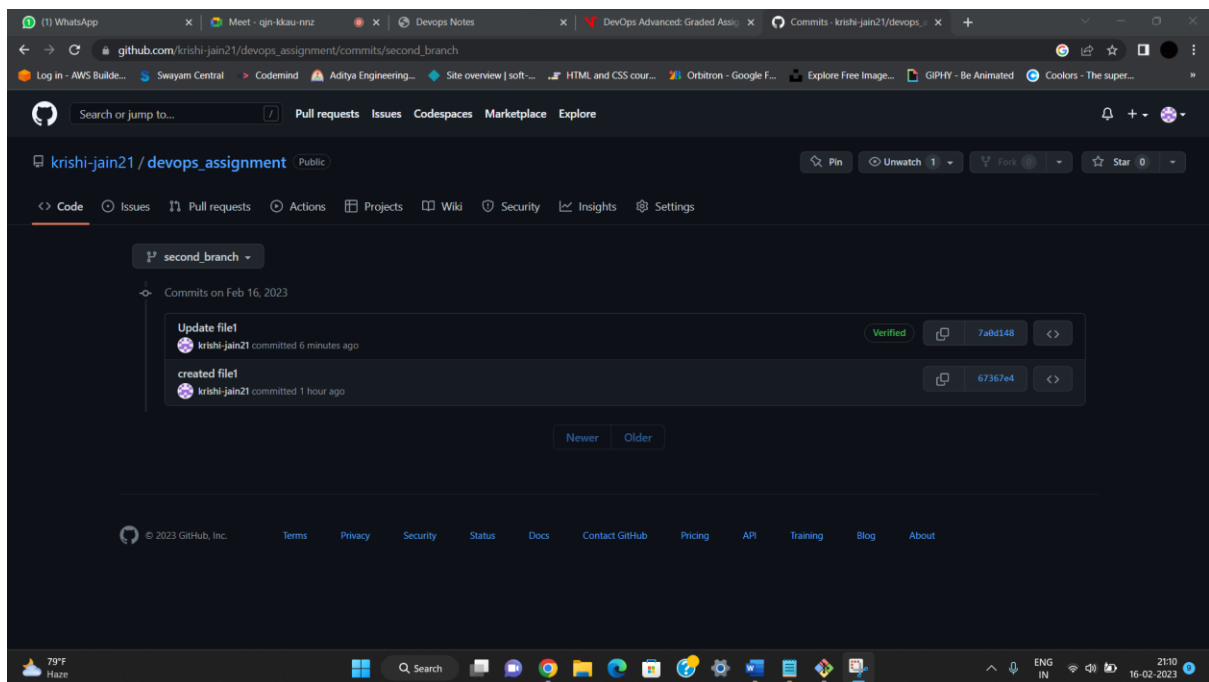 (1) WhatsApp
Meet - qjn-kkau-nnz
Devops Notes
DevOps Advanced: Graded Assig
Commits · krishi-jain21/devops_a
github.com/krishi-jain21/devops_assignment/commits/second_branch
Log in - AWS Builde...
Swayam Central
Codemind
Aditya Engineering...
Site overview | soft-...
HTML and CSS cour...
Orbitron - Google F...
Explore Free Image...
GIPHY - Be Animated
Coolors - The super...
»
Search or jump to...
/
Pull requests
Issues
Codespaces
Marketplace
Explore
krishi-jain21 / devops_assignment
Public
Pin
Unwatch 1
Fork 0
Star 0
Code
Issues
Pull requests
Actions
Projects
Wiki
Security
Insights
Settings
second_branch
Commits on Feb 16, 2023
Update file1
krishi-jain21 committed 6 minutes ago
Verified
7a0d148
created file1
krishi-jain21 committed 1 hour ago
67367e4
Newer
Older
© 2023 GitHub, Inc.
Terms
Privacy
Security
Status
Docs
Contact GitHub
Pricing
API
Training
Blog
About
79°F
Haze
Search
ENG
IN
21:10
16-02-2023
9